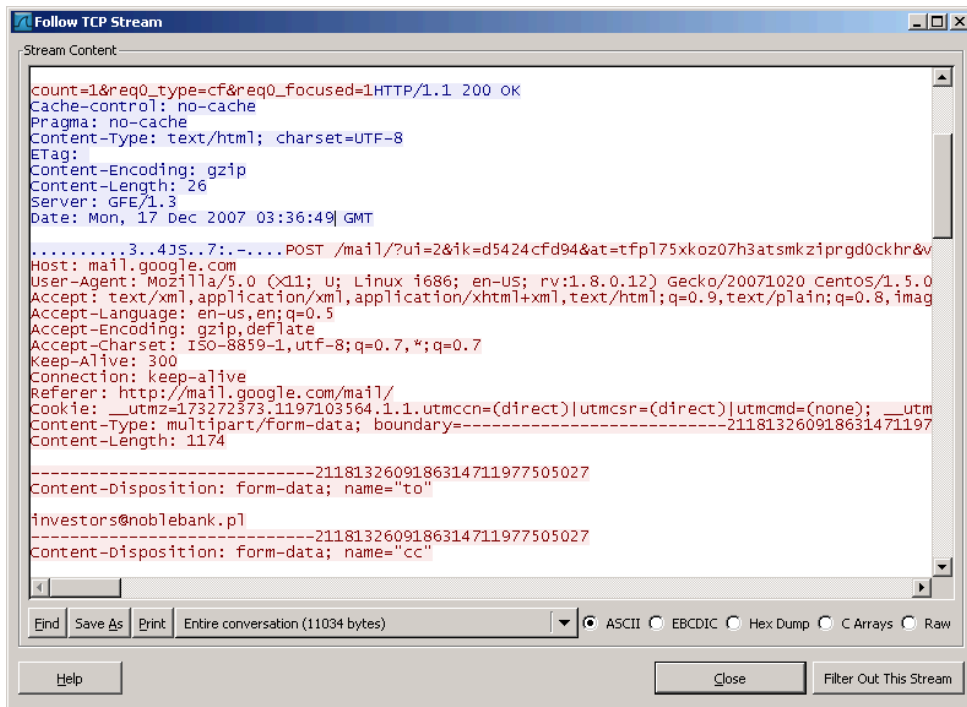 Follow TCP Stream
Stream Content
count=1&req0_type=cf&req0_focused=1HTTP/1.1 200 OK
Cache-control: no-cache
Pragma: no-cache
Content-Type: text/html; charset=UTF-8
ETag:
Content-Encoding: gzip
Content-Length: 26
Server: GFE/1.3
Date: Mon, 17 Dec 2007 03:36:49 GMT
..........3..4JS..7:.-....POST /mail/?ui=2&ik=d5424cfd94&at=tfpl75xkoz07h3atsmkziprgd0ckhr&v
Host: mail.google.com
User-Agent: Mozilla/5.0 (X11; U; Linux i686; en-US; rv:1.8.0.12) Gecko/20071020 CentOS/1.5.0
Accept: text/xml,application/xml,application/xhtml+xml,text/html;q=0.9,text/plain;q=0.8,imag
Accept-Language: en-us,en;q=0.5
Accept-Encoding: gzip,deflate
Accept-Charset: ISO-8859-1,utf-8;q=0.7,*;q=0.7
Keep-Alive: 300
Connection: keep-alive
Referer: http://mail.google.com/mail/
Cookie: __utmz=173272373.1197103564.1.1.utmccn=(direct)|utmcsr=(direct)|utmcmd=(none); __utm
Content-Type: multipart/form-data; boundary=---------------------------211813260918631471197
Content-Length: 1174
-----------------------------2118132609186314711977505027
Content-Disposition: form-data; name="to"
investors@noblebank.pl
-----------------------------2118132609186314711977505027
Content-Disposition: form-data; name="cc"
Find Save As Print Entire conversation (11034 bytes) ASCII EBCDIC Hex Dump C Arrays Raw
Help Close Filter Out This Stream